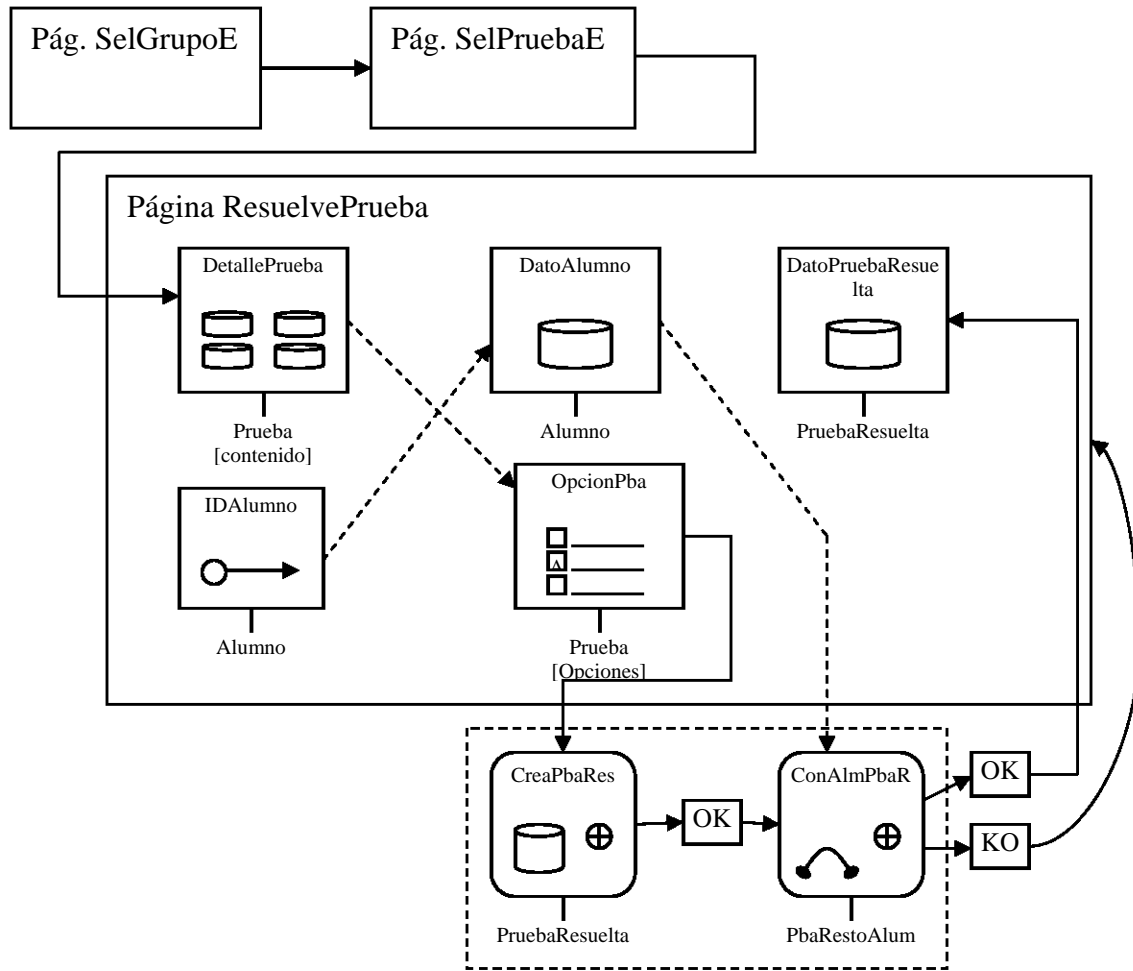 Pág. SelGrupoE
Pág. SelPruebaE
Página ResuelvePrueba
DetallePrueba
DatoAlumno
DatoPruebaResue
lta
Prueba
[contenido]
Alumno
PruebaResuelta
IDAlumno
OpcionPba
Λ
Alumno
Prueba
[Opciones]
CreaPbaRes
OK
ConAlmPbaR
OK
KO
PruebaResuelta
PbaRestoAlum